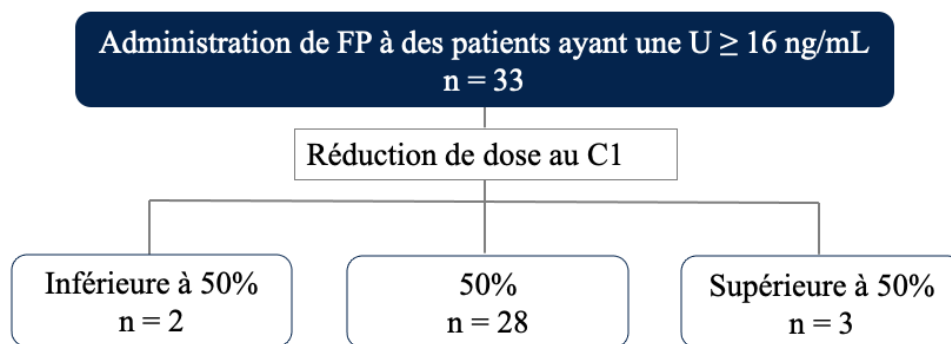 Administration de FP à des patients ayant une U ≥ 16 ng/mL
n = 33
Réduction de dose au C1
Inférieure à 50%
n = 2
50%
n = 28
Supérieure à 50%
n = 3